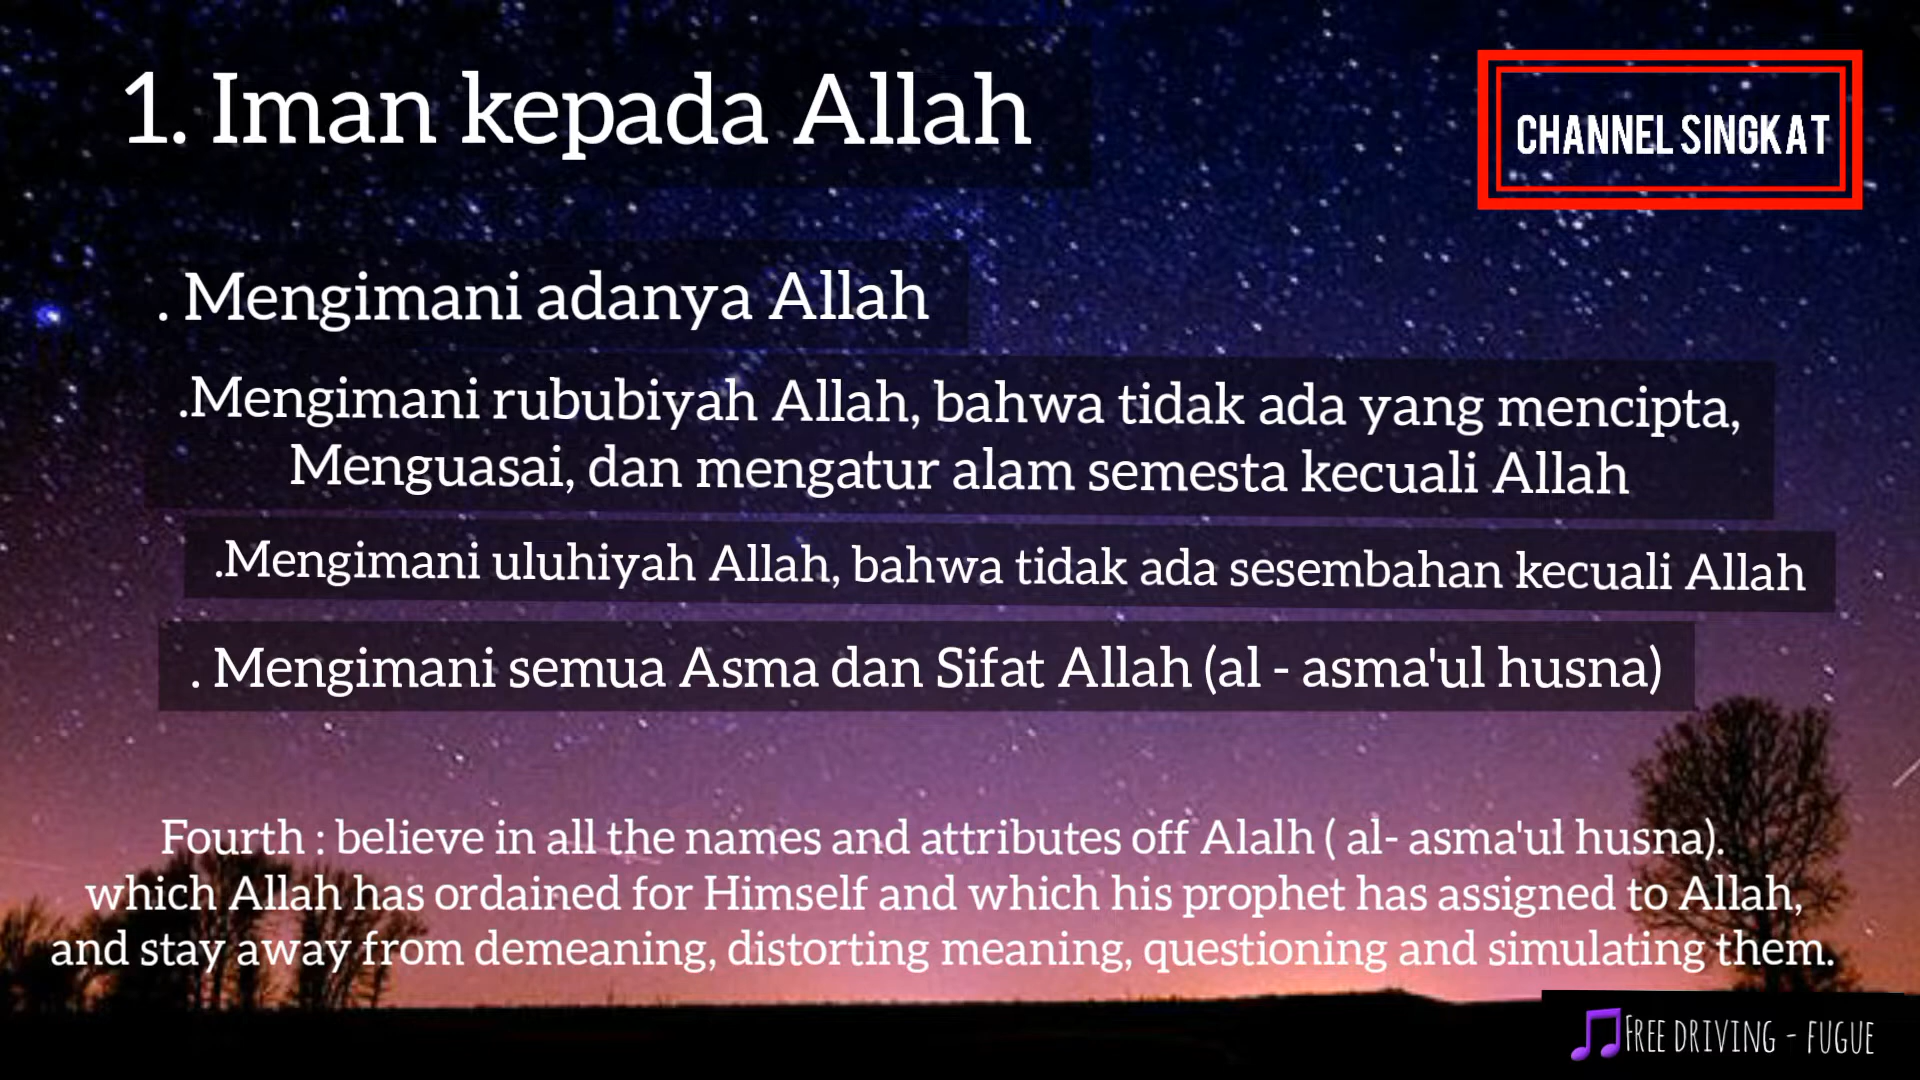 1. Iman kepada Allah
CHANNEL SINGKAT
. Mengimani adanya Allah
.Mengimani rububiyah Allah, bahwa tidak ada yang mencipta,
Menguasai, dan mengatur alam semesta kecuali Allah
.Mengimani uluhiyah Allah, bahwa tidak ada sesembahan kecuali Allah
. Mengimani semua Asma dan Sifat Allah (al - asma'ul husna)
Fourth : believe in all the names and attributes off Alalh ( al- asma'ul husna).
which Allah has ordained for Himself and which his prophet has assigned to Allah,
and stay away from demeaning, distorting meaning, questioning and simulating them.
FREE DRIVING - FUGUE